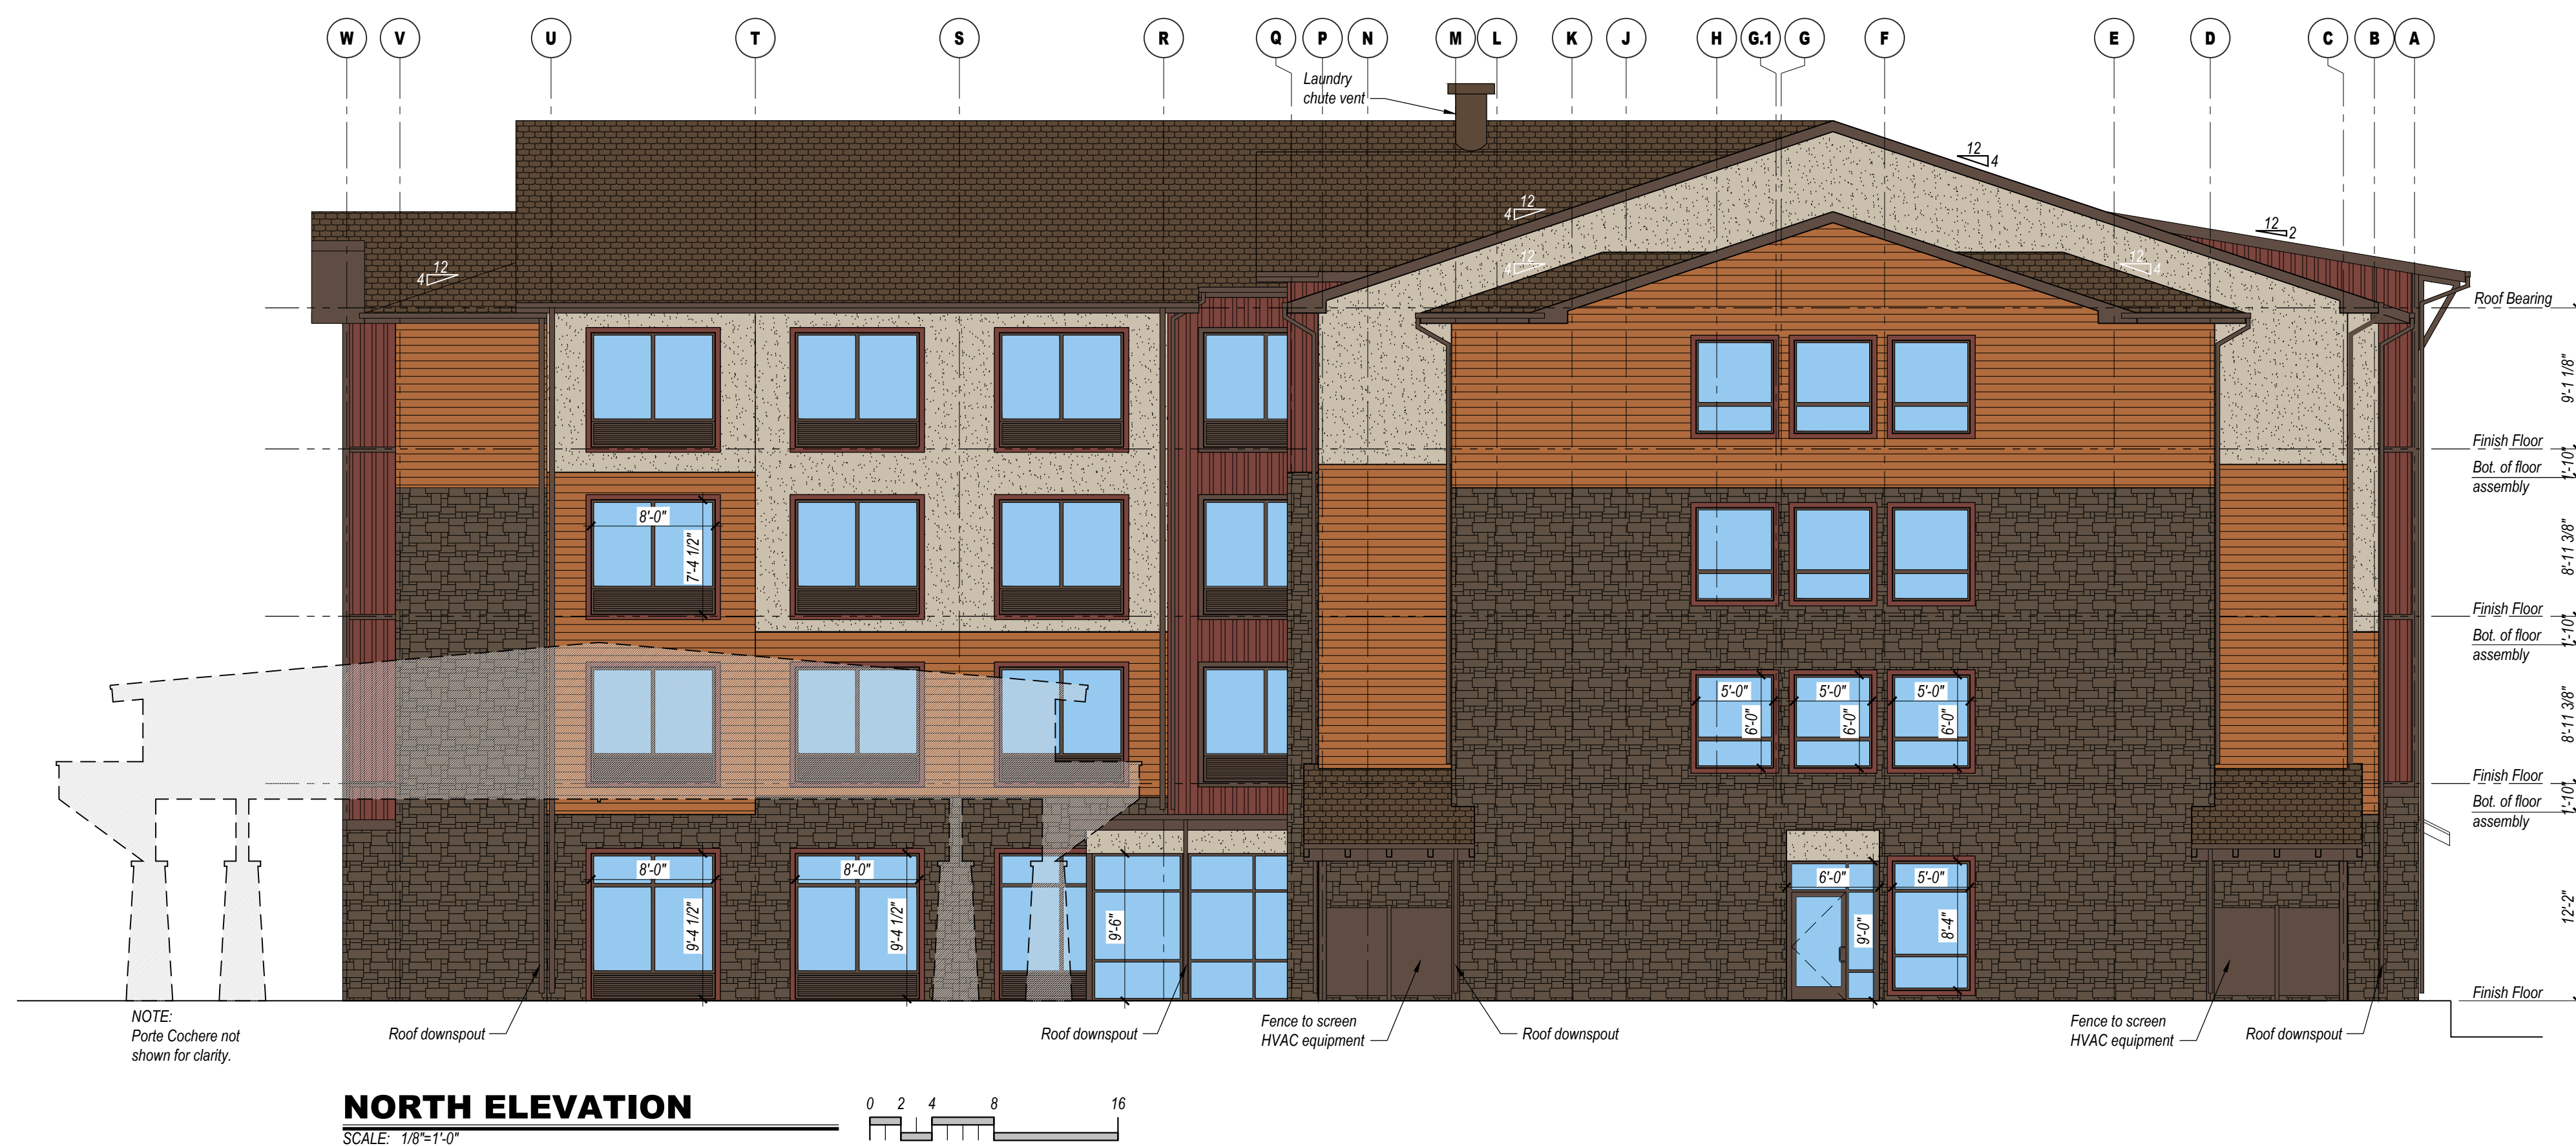 W V U T S R Q P N M L K J H G.1 G F E D C B A
Laundry
chute vent
12
4
12
4
12
2
12
4
12
4
12
4
Roof Bearing
9'-1 1/8"
Finish Floor
1'-10"
Bot. of floor
assembly
8'-0"
7'-4 1/2"
8'-11 3/8"
Finish Floor
1'-10"
Bot. of floor
assembly
5'-0" 5'-0" 5'-0"
6'-0" 6'-0" 6'-0"
8'-11 3/8"
Finish Floor
1'-10"
Bot. of floor
assembly
8'-0" 8'-0" 6'-0" 5'-0"
9'-4 1/2" 9'-4 1/2" 9'-6" 9'-0" 8'-4"
12'-2"
Finish Floor
NOTE:
Porte Cochere not
shown for clarity.
Roof downspout
Roof downspout
Fence to screen
HVAC equipment
Roof downspout
Fence to screen
HVAC equipment
Roof downspout
NORTH ELEVATION
SCALE: 1/8"=1'-0"
0 2 4 8 16